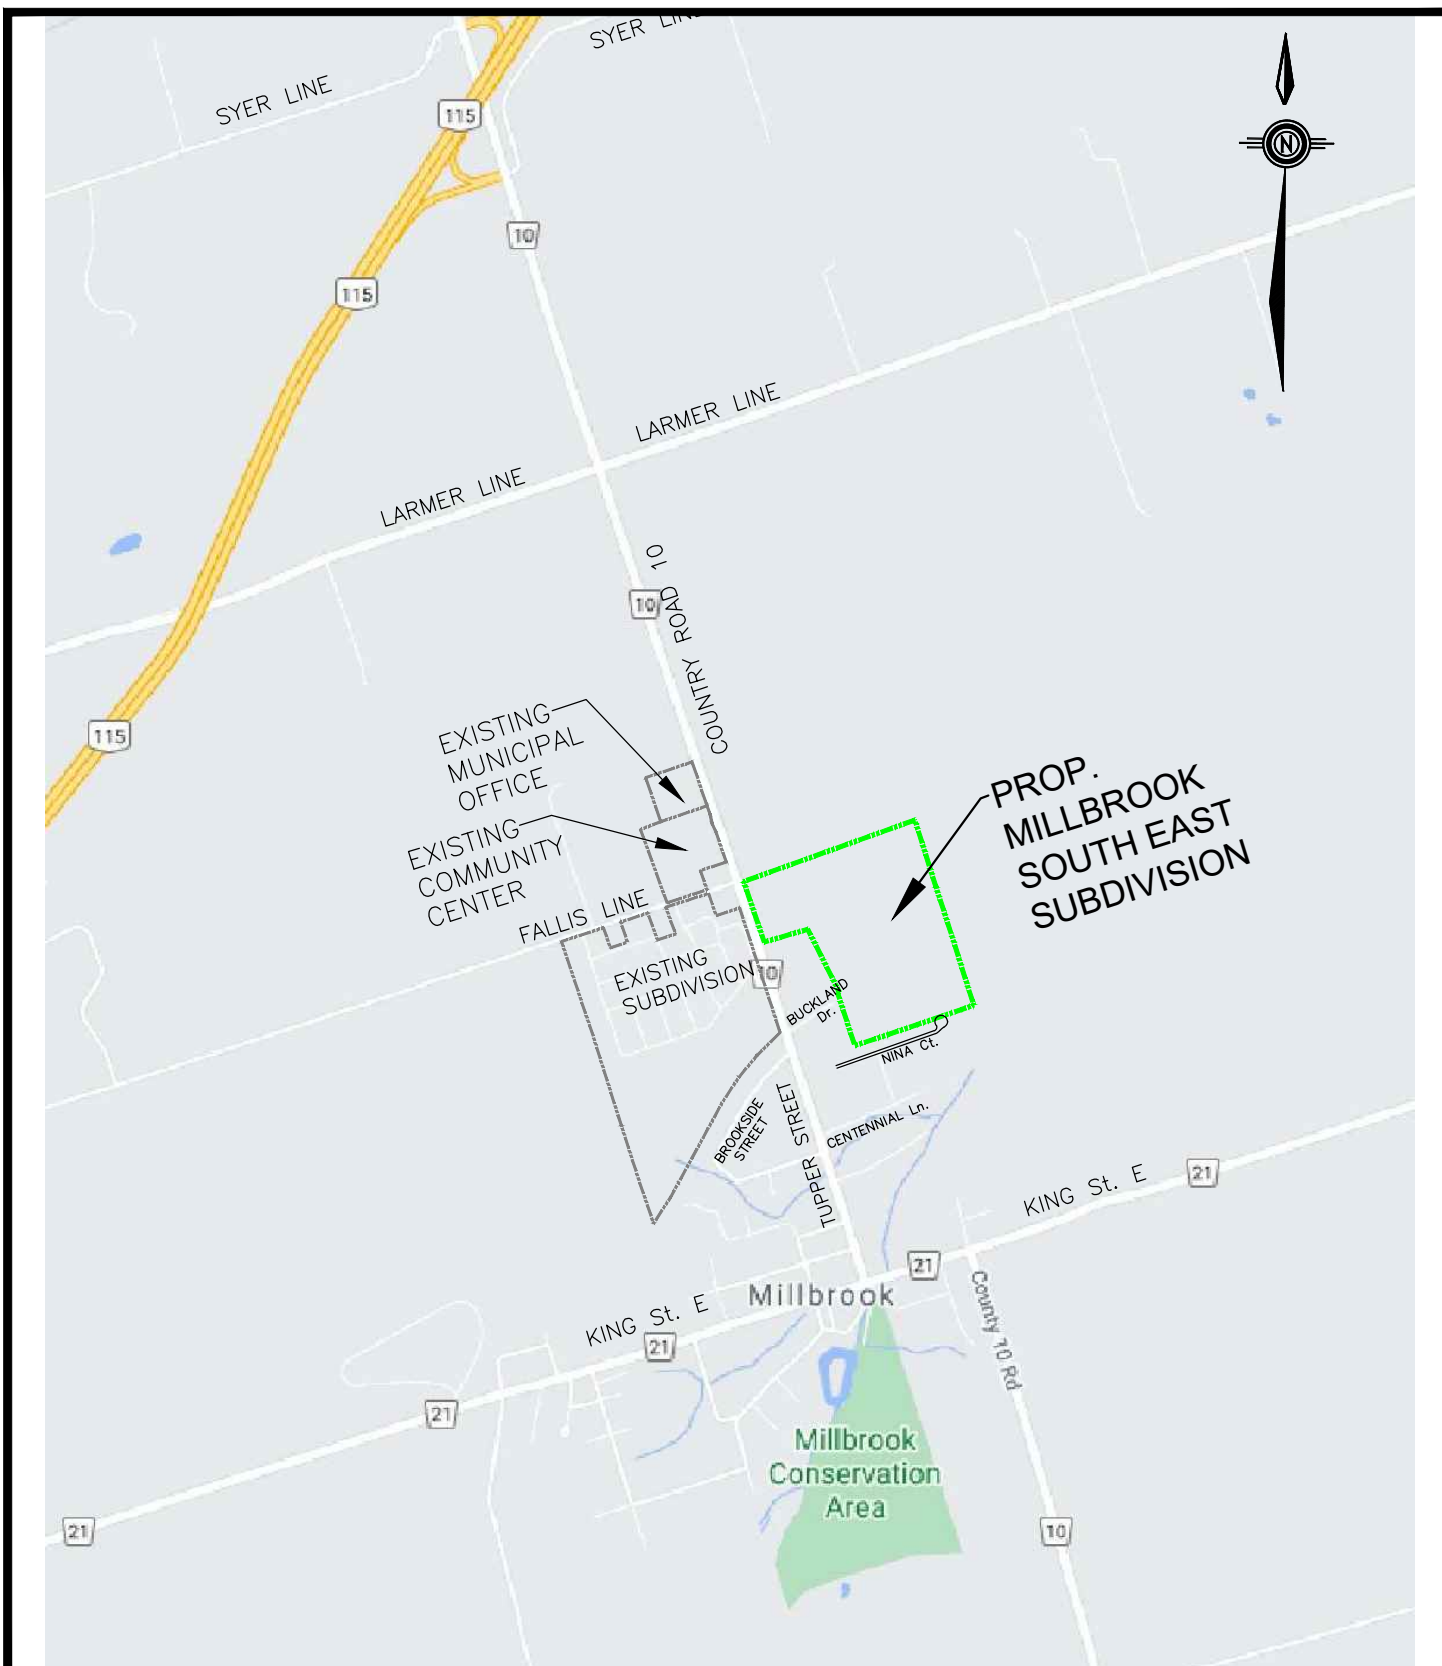 SYER LINE
SYER LINE
115
N
10
115
LARMER LINE
LARMER LINE
COUNTRY ROAD 10
10
115
EXISTING
MUNICIPAL
OFFICE
PROP.
MILLBROOK
SOUTH EAST
SUBDIVISION
EXISTING
COMMUNITY
CENTER
FALLIS LINE
EXISTING
SUBDIVISION
10
BUCKLAND
Dr.
NINA Ct.
BROOKSIDE
STREET
TUPPER STREET
CENTENNIAL Ln.
KING St. E
21
21
Millbrook
County 10 Rd
KING St. E
21
21
Millbrook
Conservation
Area
21
10